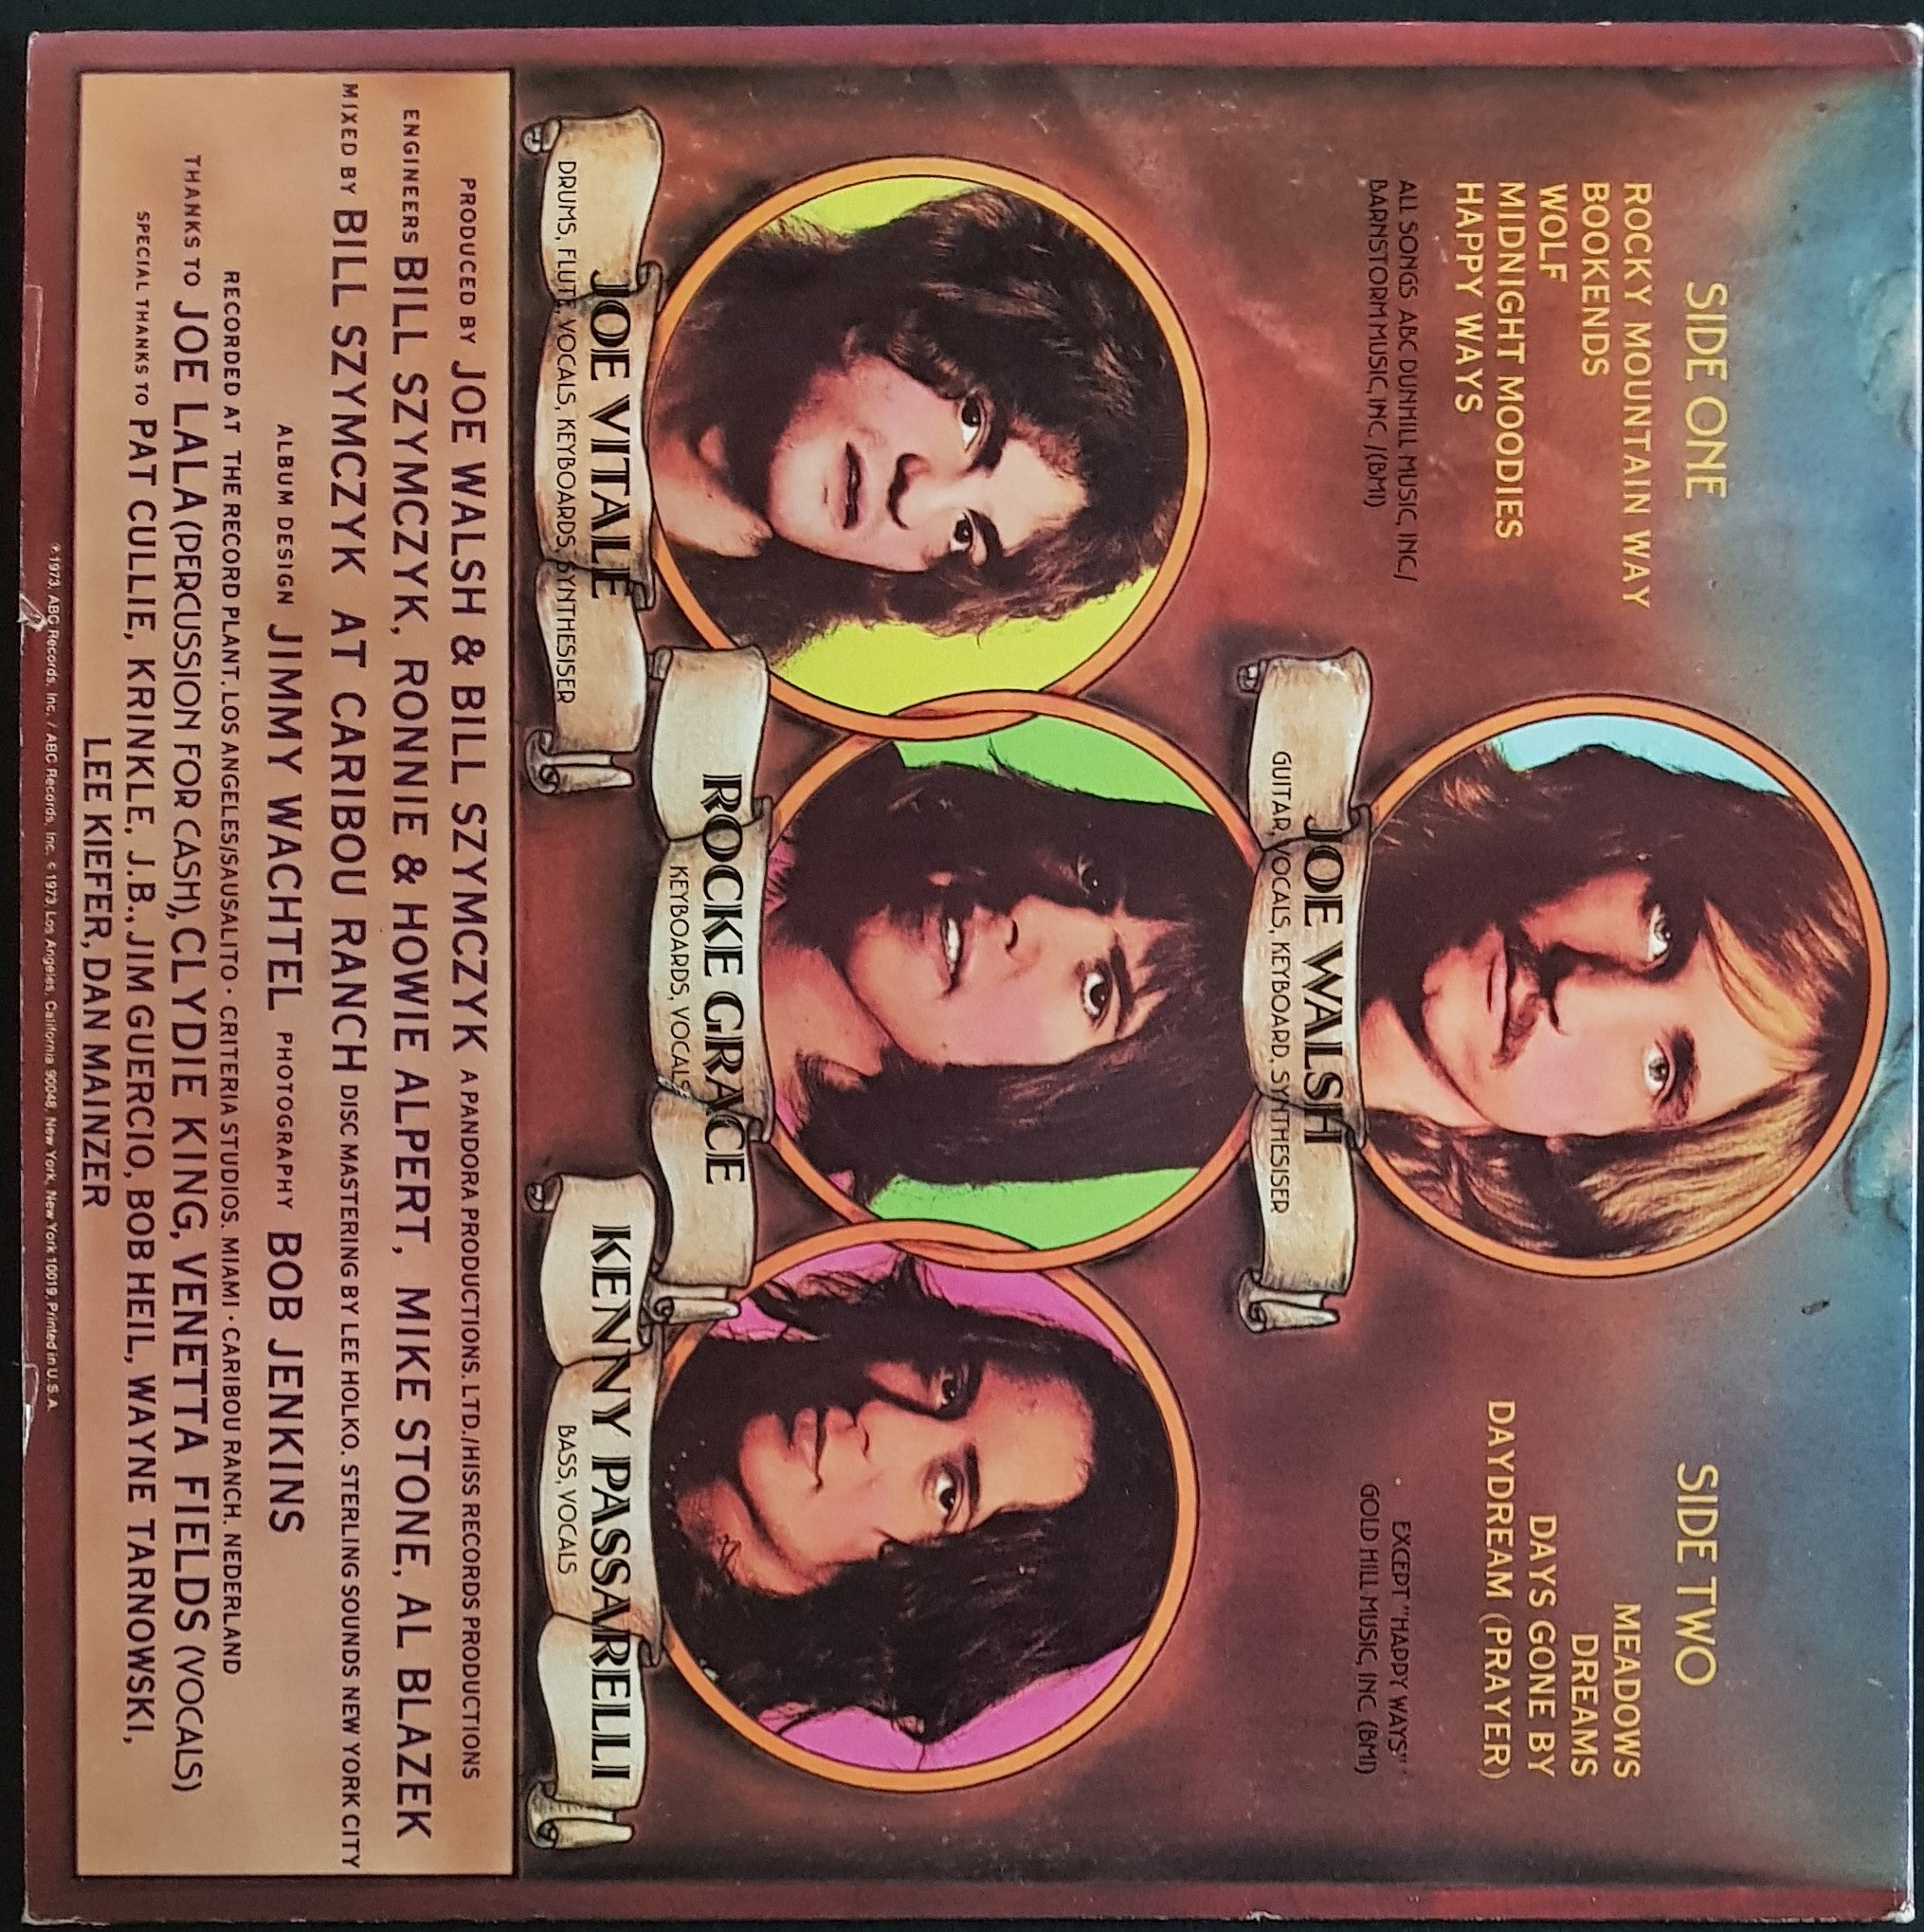 SIDE ONE
ROCKY MOUNTAIN WAY
BOOKENDS
WOLF
MIDNIGHT MOODIES
HAPPY WAYS
ALL SONGS ABC DUNHILL MUSIC, INC/
BARNSTORM MUSIC, INC. /(BMI)
SIDE TWO
MEADOWS
DREAMS
DAYS GONE BY
DAYDREAM (PRAYER)
EXCEPT "HAPPY WAYS"
GOLD HILL MUSIC, INC. (BMI)
JOE WALSH
GUITAR, VOCALS, KEYBOARD, SYNTHESISER
JOE VITALE
DRUMS, FLUTE, VOCALS, KEYBOARDS, SYNTHESISER
ROCKE GRACE
KEYBOARDS, VOCALS
KENNY PASSARELLI
BASS, VOCALS
PRODUCED BY JOE WALSH & BILL SZYMCZYK A PANDORA PRODUCTIONS, LTD./HISS RECORDS PRODUCTIONS
ENGINEERS BILL SZYMCZYK, RONNIE & HOWIE ALPERT, MIKE STONE, AL BLAZEK
MIXED BY BILL SZYMCZYK AT CARIBOU RANCH DISC MASTERING BY LEE HOLKO, STERLING SOUNDS NEW YORK CITY
ALBUM DESIGN JIMMY WACHTEL PHOTOGRAPHY BOB JENKINS
RECORDED AT THE RECORD PLANT, LOS ANGELES/SAUSALITO · CRITERIA STUDIOS, MIAMI · CARIBOU RANCH, NEDERLAND
THANKS TO JOE LALA (PERCUSSION FOR CASH), CLYDIE KING, VENETTA FIELDS (VOCALS)
SPECIAL THANKS TO PAT CULLIE, KRINKLE, J.B., JIM GUERCIO, BOB HEIL, WAYNE TARNOWSKI,
LEE KIEFER, DAN MAINZER
℗ 1973, ABC Records, Inc. / ABC Records, Inc. © 1973, Los Angeles, California 90048, New York, New York 10019, Printed in U.S.A.